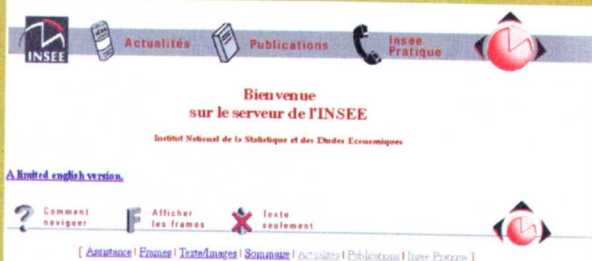 INSEE
Actualités
Publications
Insee
Pratique
Bienvenue
sur le serveur de l'INSEE
Institut National de la Statistique et des Etudes Economiques
A limited english version.
Comment
naviguer
Afficher
les frames
Texte
seulement
[ Assistance | Frames | Texte/Images | Sommaire | Actualites | Publications | Insee Pratique ]